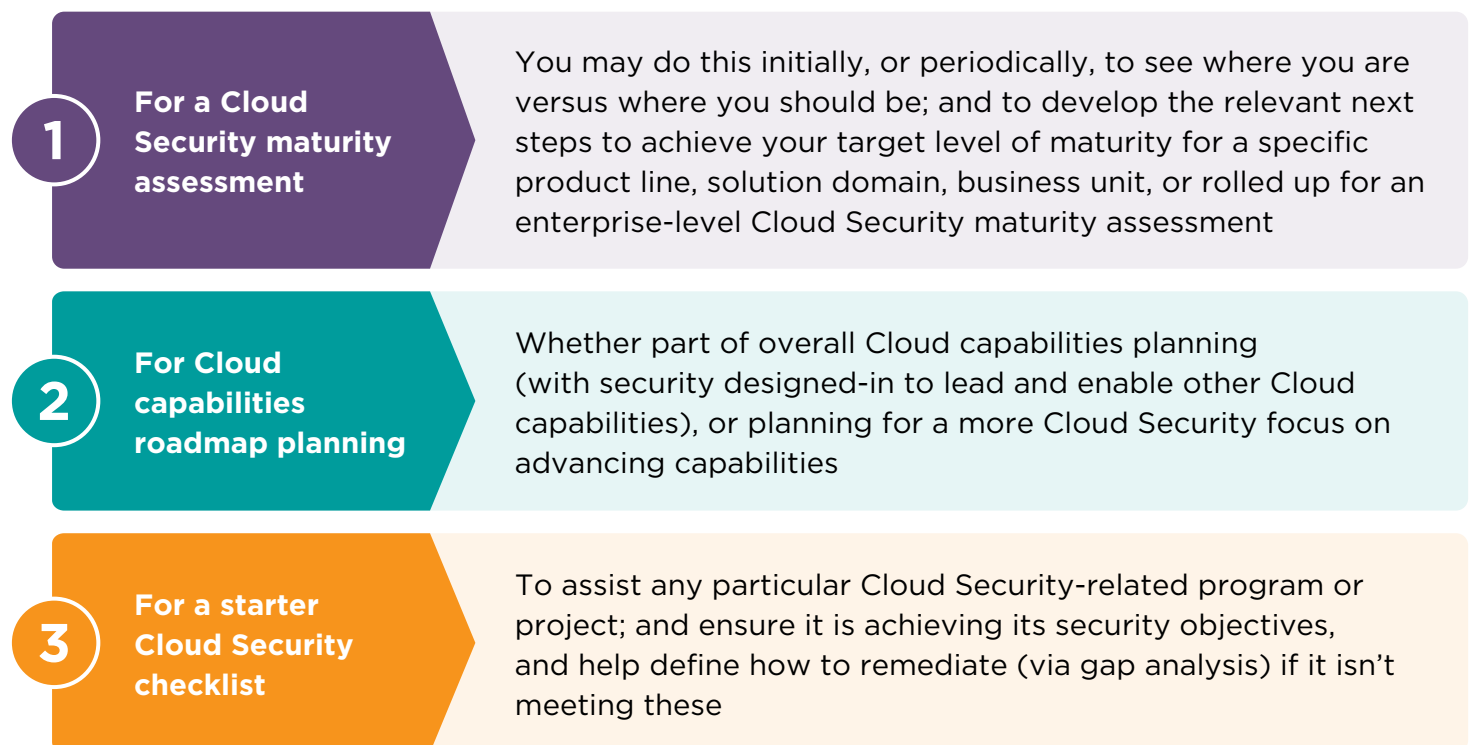 1
For a Cloud
Security maturity
assessment
You may do this initially, or periodically, to see where you are
versus where you should be; and to develop the relevant next
steps to achieve your target level of maturity for a specific
product line, solution domain, business unit, or rolled up for an
enterprise-level Cloud Security maturity assessment
2
For Cloud
capabilities
roadmap planning
Whether part of overall Cloud capabilities planning
(with security designed-in to lead and enable other Cloud
capabilities), or planning for a more Cloud Security focus on
advancing capabilities
3
For a starter
Cloud Security
checklist
To assist any particular Cloud Security-related program or
project; and ensure it is achieving its security objectives,
and help define how to remediate (via gap analysis) if it isn’t
meeting these